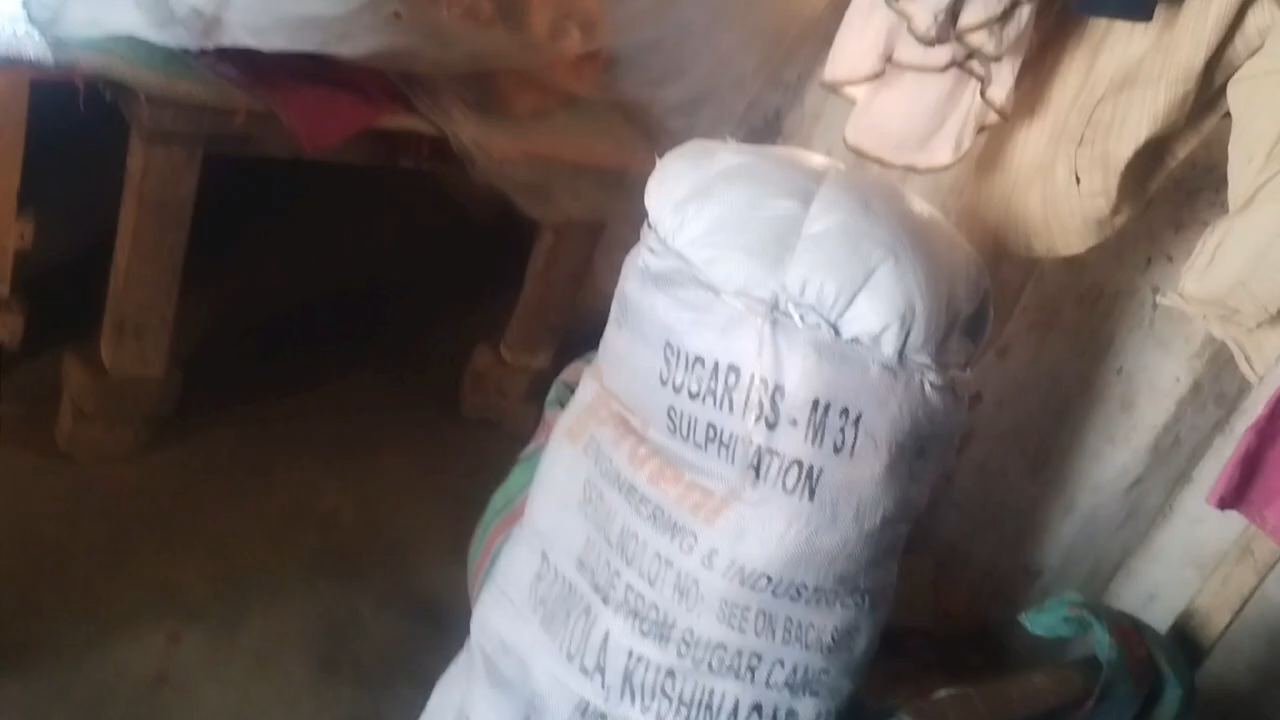 SUGAR ISS - M 31
SULPHITATION
Triveni
ENGINEERING & INDUSTRIES
NO/LOT NO: SEE ON BACK SIDE
MADE FROM SUGAR CANE
RAMKOLA, KUSHINAGAR